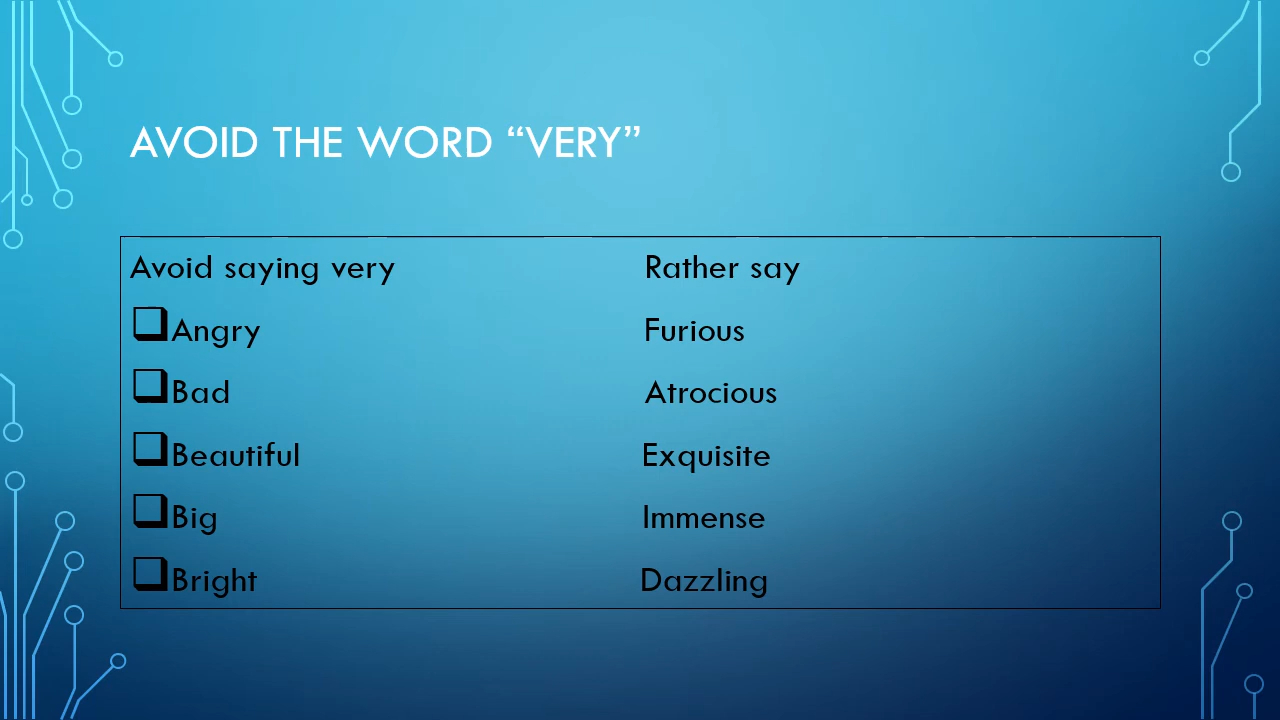 AVOID THE WORD “VERY”
Avoid saying very Rather say
Angry Furious
Bad Atrocious
Beautiful Exquisite
Big Immense
Bright Dazzling